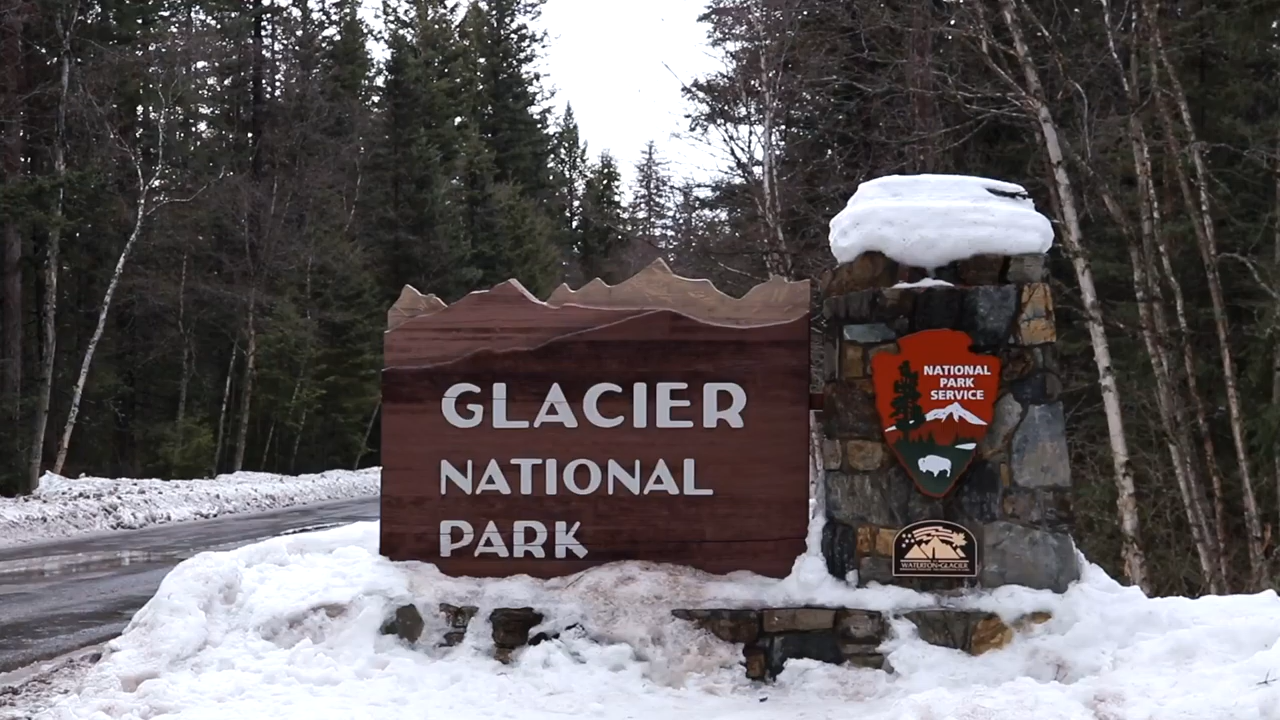 GLACIER
NATIONAL
PARK
NATIONAL
PARK
SERVICE
WATERTON-GLACIER